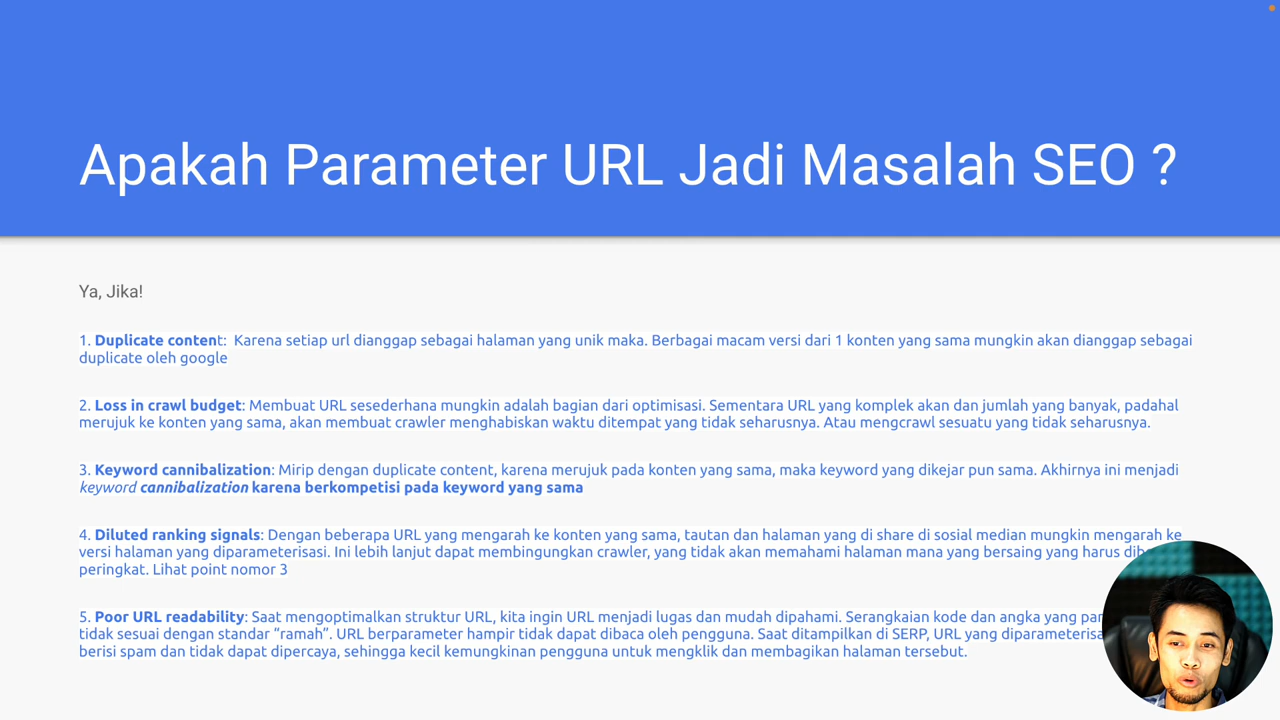 Apakah Parameter URL Jadi Masalah SEO ?
Ya, Jika!
1. Duplicate content: Karena setiap url dianggap sebagai halaman yang unik maka. Berbagai macam versi dari 1 konten yang sama mungkin akan dianggap sebagai
duplicate oleh google
2. Loss in crawl budget: Membuat URL sesederhana mungkin adalah bagian dari optimisasi. Sementara URL yang komplek akan dan jumlah yang banyak, padahal
merujuk ke konten yang sama, akan membuat crawler menghabiskan waktu ditempat yang tidak seharusnya. Atau mengcrawl sesuatu yang tidak seharusnya.
3. Keyword cannibalization: Mirip dengan duplicate content, karena merujuk pada konten yang sama, maka keyword yang dikejar pun sama. Akhirnya ini menjadi
keyword cannibalization karena berkompetisi pada keyword yang sama
4. Diluted ranking signals: Dengan beberapa URL yang mengarah ke konten yang sama, tautan dan halaman yang di share di sosial median mungkin mengarah ke
versi halaman yang diparameterisasi. Ini lebih lanjut dapat membingungkan crawler, yang tidak akan memahami halaman mana yang bersaing yang harus
peringkat. Lihat point nomor 3
5. Poor URL readability: Saat mengoptimalkan struktur URL, kita ingin URL menjadi lugas dan mudah dipahami. Serangkaian kode dan angka yang
tidak sesuai dengan standar “ramah”. URL berparameter hampir tidak dapat dibaca oleh pengguna. Saat ditampilkan di SERP, URL yang
berisi spam dan tidak dapat dipercaya, sehingga kecil kemungkinan pengguna untuk mengklik dan membagikan halaman tersebut.